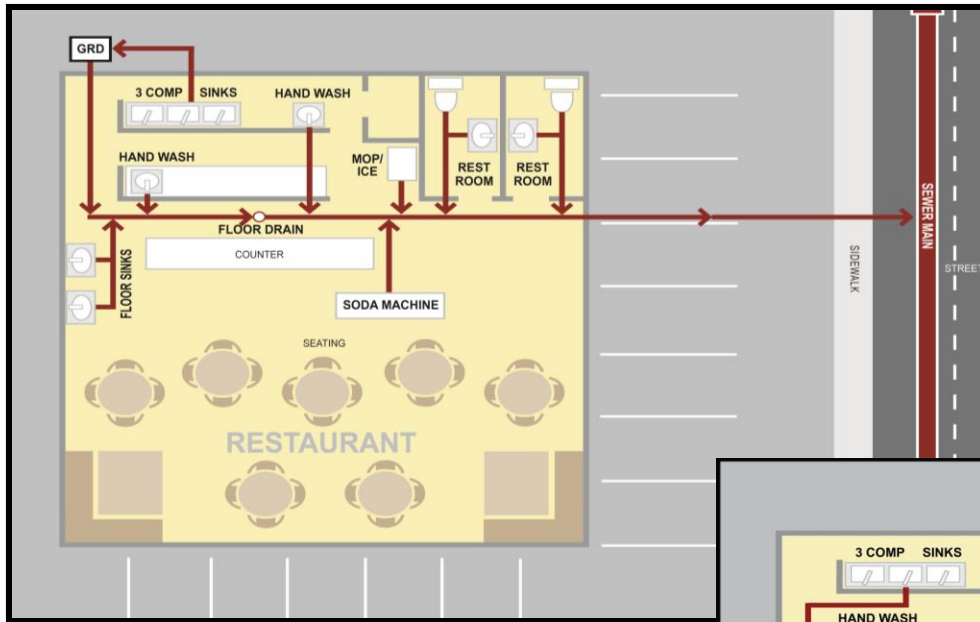 GRD
3 COMP SINKS
HAND WASH
HAND WASH
MOP/
ICE
REST
ROOM
REST
ROOM
FLOOR DRAIN
COUNTER
FLOOR SINKS
SODA MACHINE
SEATING
RESTAURANT
SIDEWALK
SEWER MAIN
STREET
3 COMP SINKS
HAND WASH